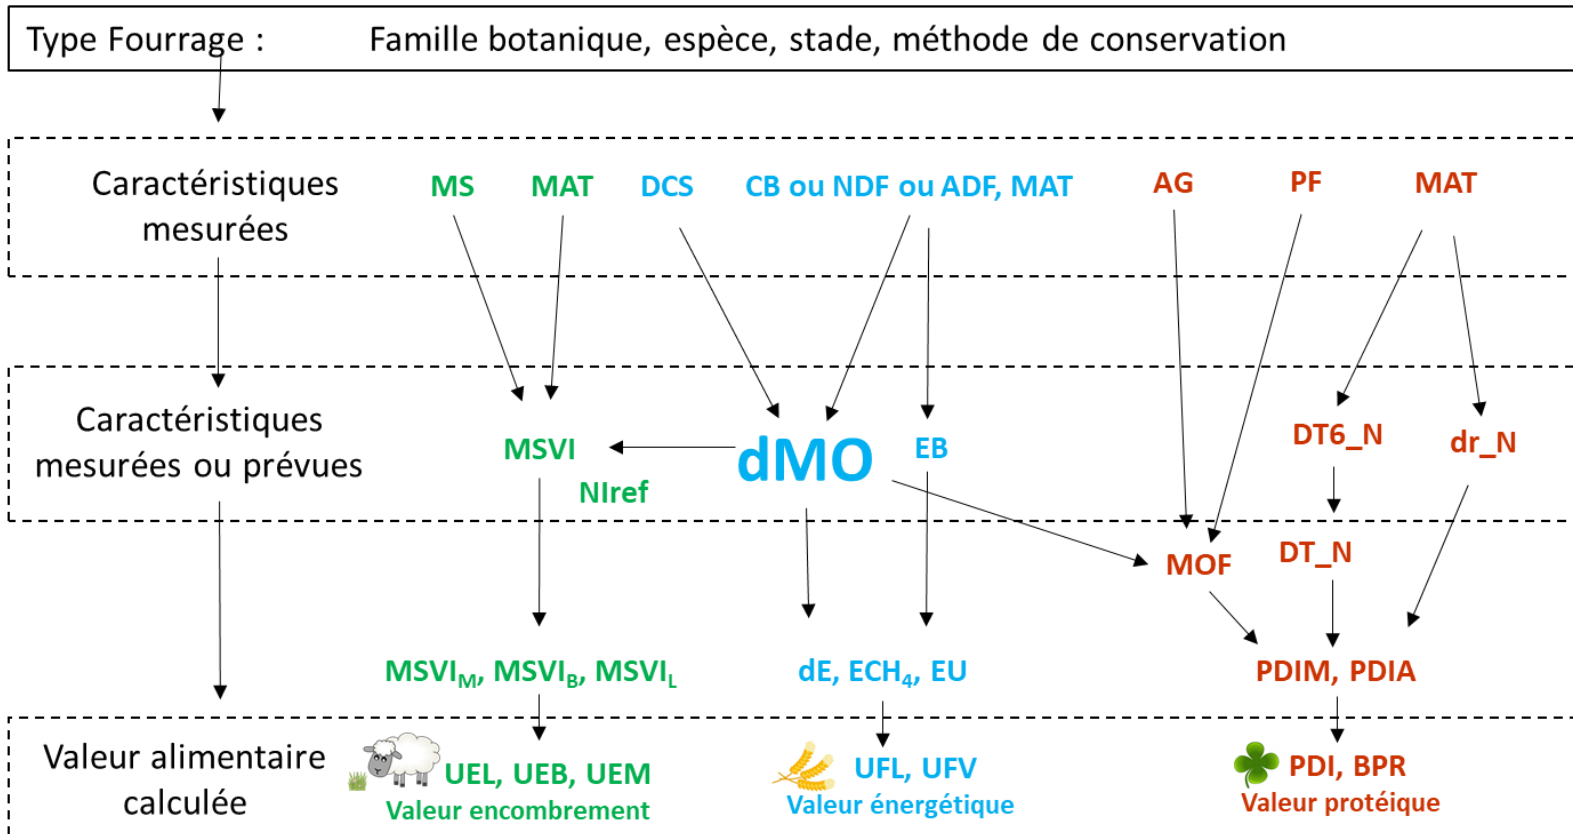 Type Fourrage : Famille botanique, espèce, stade, méthode de conservation
Caractéristiques
mesurées
MS MAT DCS CB ou NDF ou ADF, MAT AG PF MAT
Caractéristiques
mesurées ou prévues
MSVI dMO EB DT6_N dr_N
NIref
MOF DT_N
MSVIM, MSVIB, MSVIL dE, ECH4, EU PDIM, PDIA
Valeur alimentaire
calculée
UEL, UEB, UEM UFL, UFV PDI, BPR
Valeur encombrement Valeur énergétique Valeur protéique